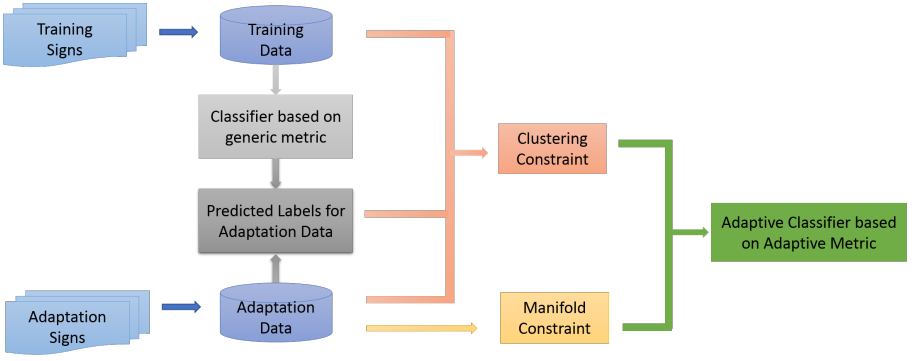 Training
Signs
Training
Data
Classifier based on
generic metric
Clustering
Constraint
Predicted Labels for
Adaptation Data
Adaptive Classifier based
on Adaptive Metric
Adaptation
Signs
Adaptation
Data
Manifold
Constraint